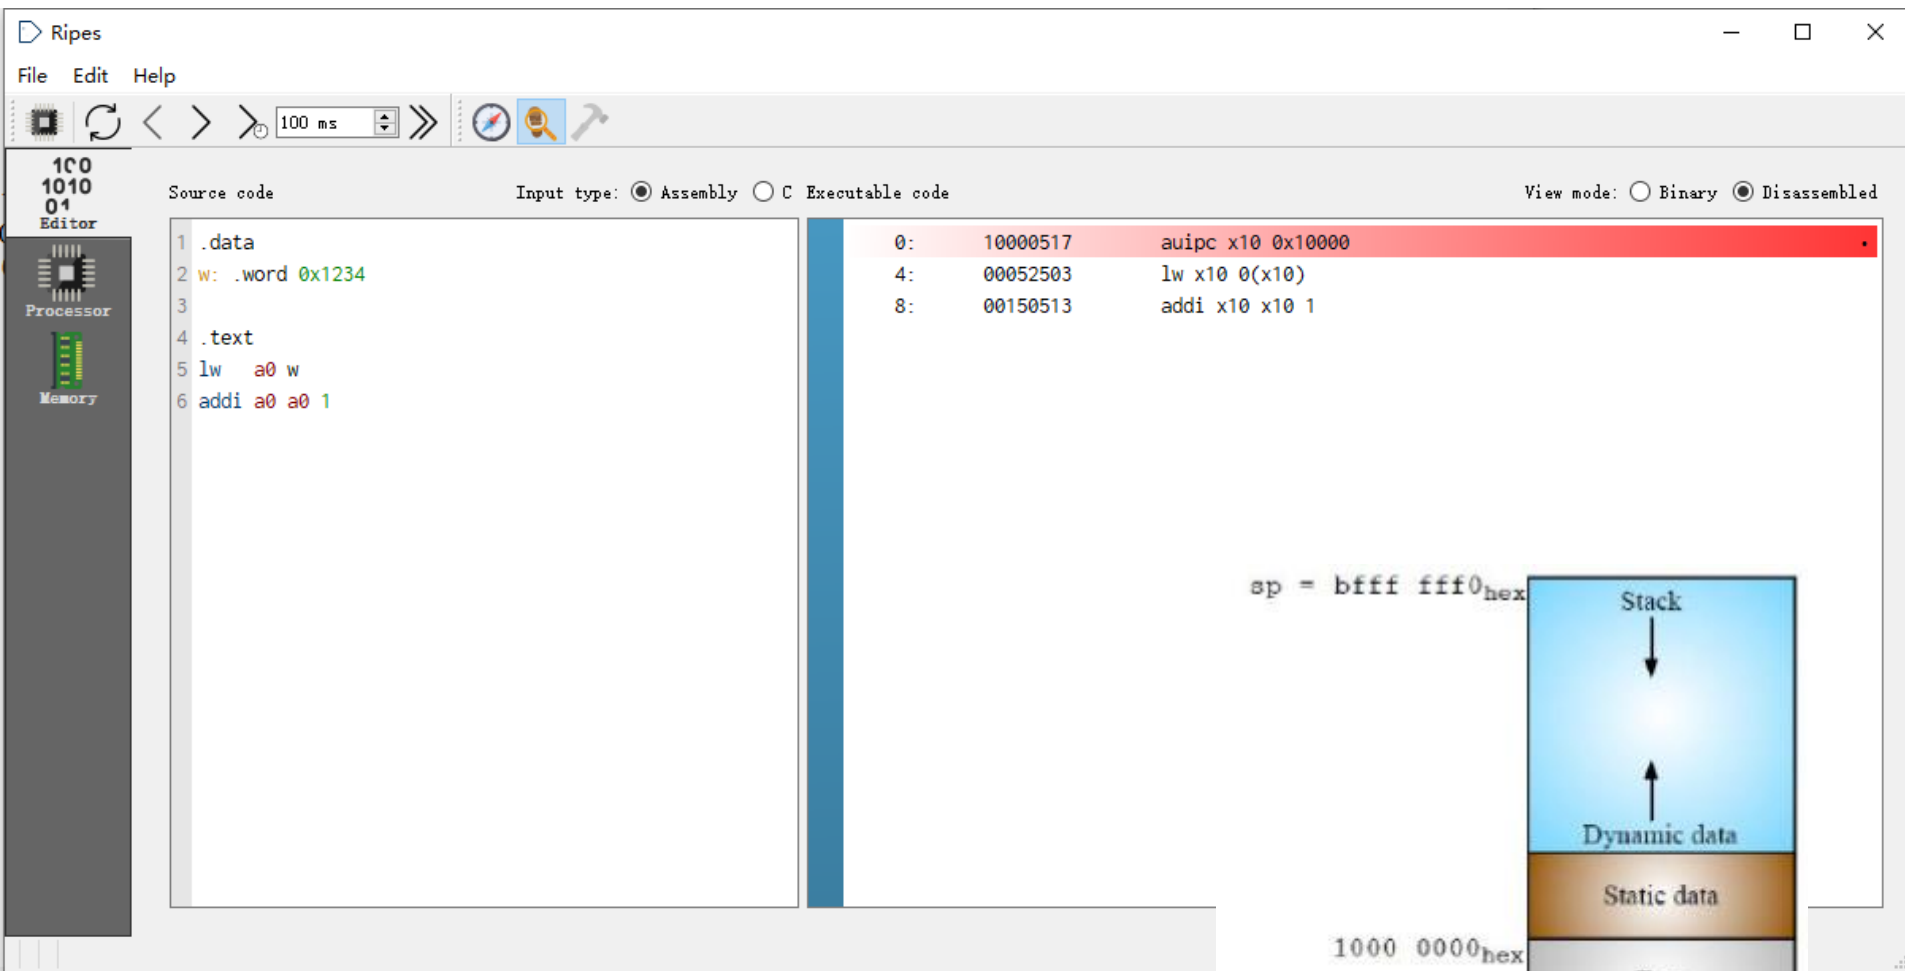 Ripes
File Edit Help
100 ms
Editor
Processor
Memory
Source code
Input type: Assembly C
1 .data
2 w: .word 0x1234
3
4 .text
5 lw a0 w
6 addi a0 a0 1
Executable code
View mode: Binary Disassembled
0: 10000517 auipc x10 0x10000
4: 00052503 lw x10 0(x10)
8: 00150513 addi x10 x10 1
sp = bfff fff0hex
Stack
Dynamic data
Static data
1000 0000hex